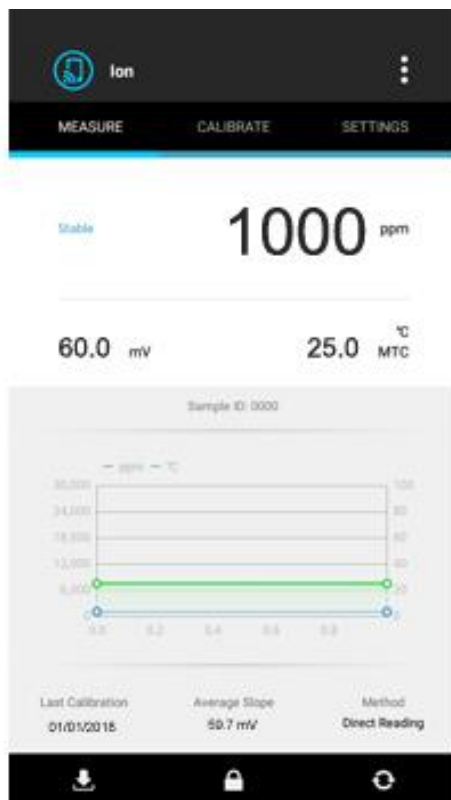 Ion
MEASURE CALIBRATE SETTINGS
Stable 1000 ppm
60.0 mV 25.0 °C MTC
Sample ID: 0000
ppm °C
30,000 100
24,000 80
18,000 60
12,000 40
6,000 20
0 0
0.0 0.2 0.4 0.6 0.8
Last Calibration Average Slope Method
01/01/2018 59.7 mV Direct Reading